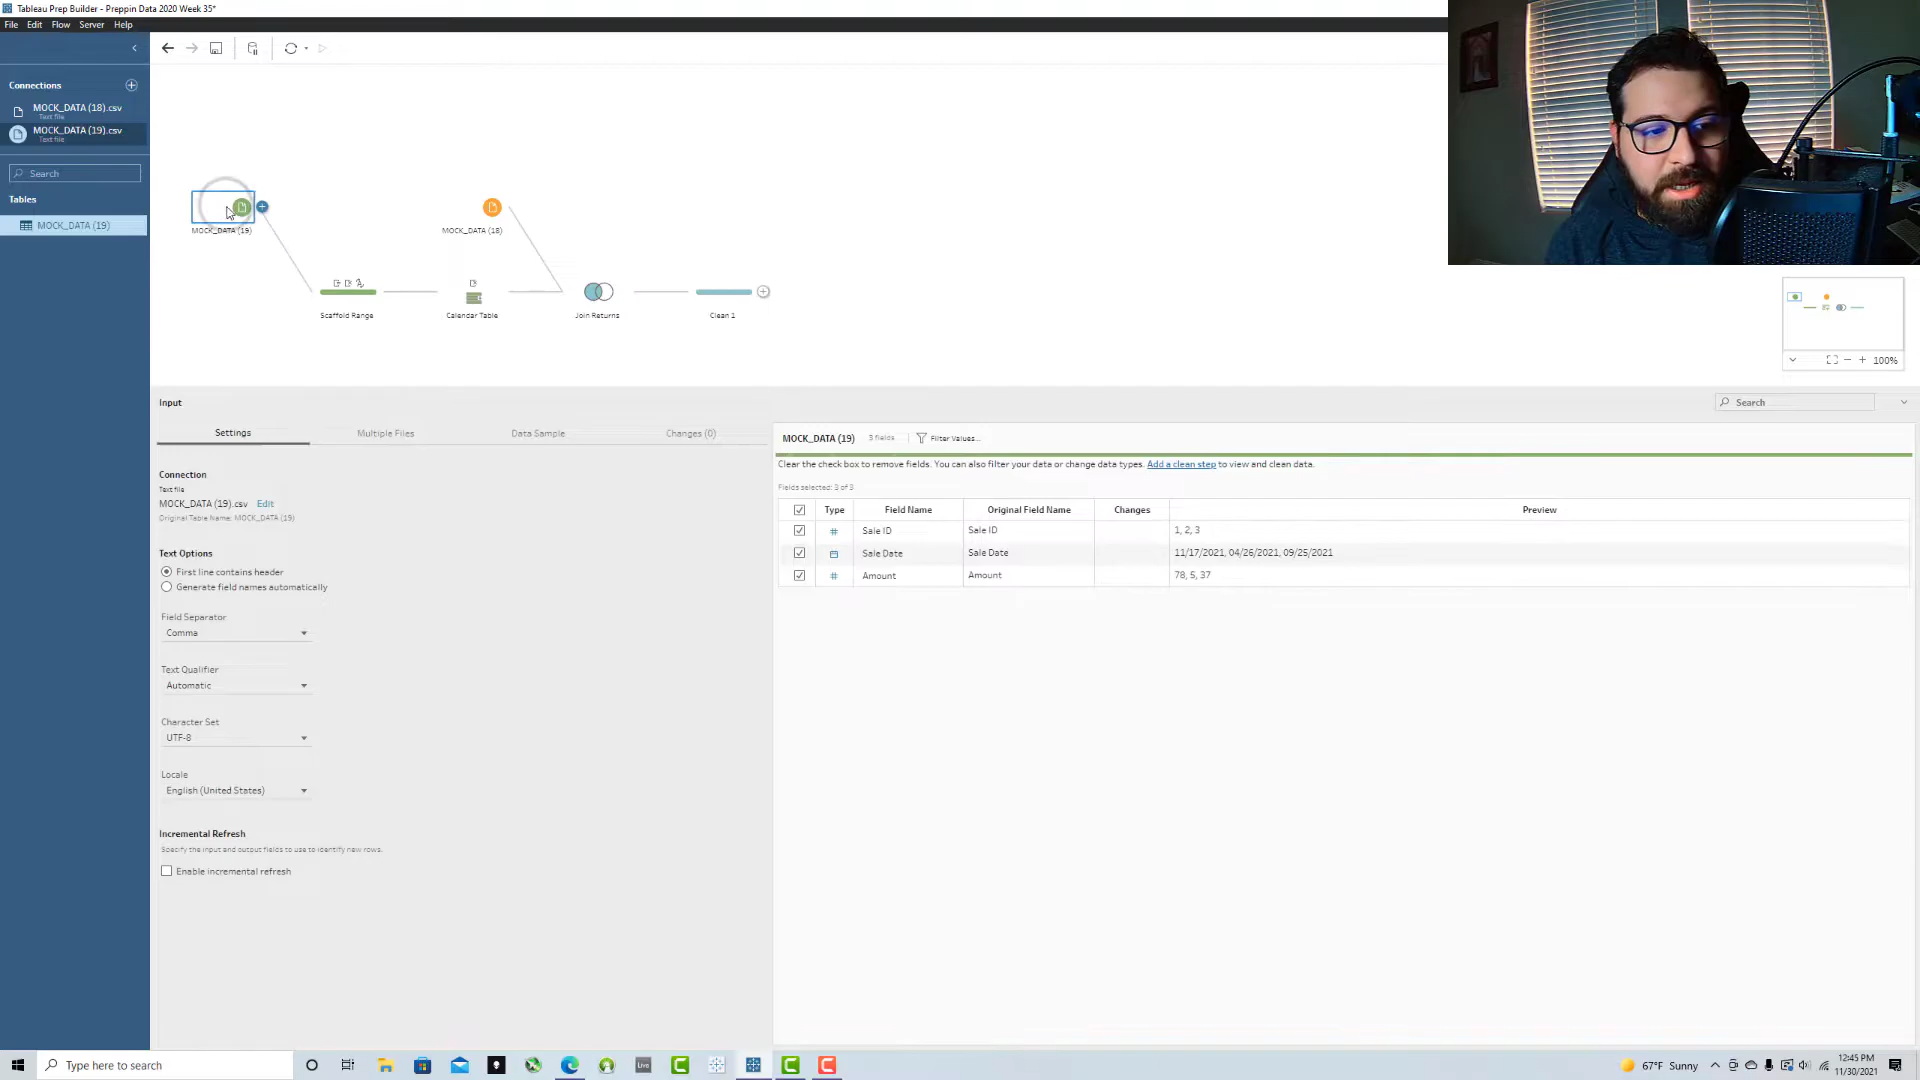 Tableau Prep Builder - Preppin Data 2020 Week 35*
File Edit Flow Server Help
Connections
MOCK_DATA (18).csv
Text file
MOCK_DATA (19).csv
Text file
Search
Tables
MOCK_DATA (19)
MOCK_DATA (19)
MOCK_DATA (18)
Scaffold Range
Calendar Table
Join Returns
Clean 1
100%
Input
Search
Settings
Multiple Files
Data Sample
Changes (0)
Connection
Text file
MOCK_DATA (19).csv Edit
Original Table Name: MOCK_DATA (19)
Text Options
First line contains header
Generate field names automatically
Field Separator
Comma
Text Qualifier
Automatic
Character Set
UTF-8
Locale
English (United States)
Incremental Refresh
Specify the input and output fields to use to identify new rows.
Enable incremental refresh
MOCK_DATA (19) 3 fields Filter Values...
Clear the check box to remove fields. You can also filter your data or change data types. Add a clean step to view and clean data.
Fields selected: 3 of 3
Type Field Name Original Field Name Changes Preview
# Sale ID Sale ID 1, 2, 3
Sale Date Sale Date 11/17/2021, 04/26/2021, 09/25/2021
# Amount Amount 78, 5, 37
Type here to search
Live
67°F Sunny
12:45 PM
11/30/2021